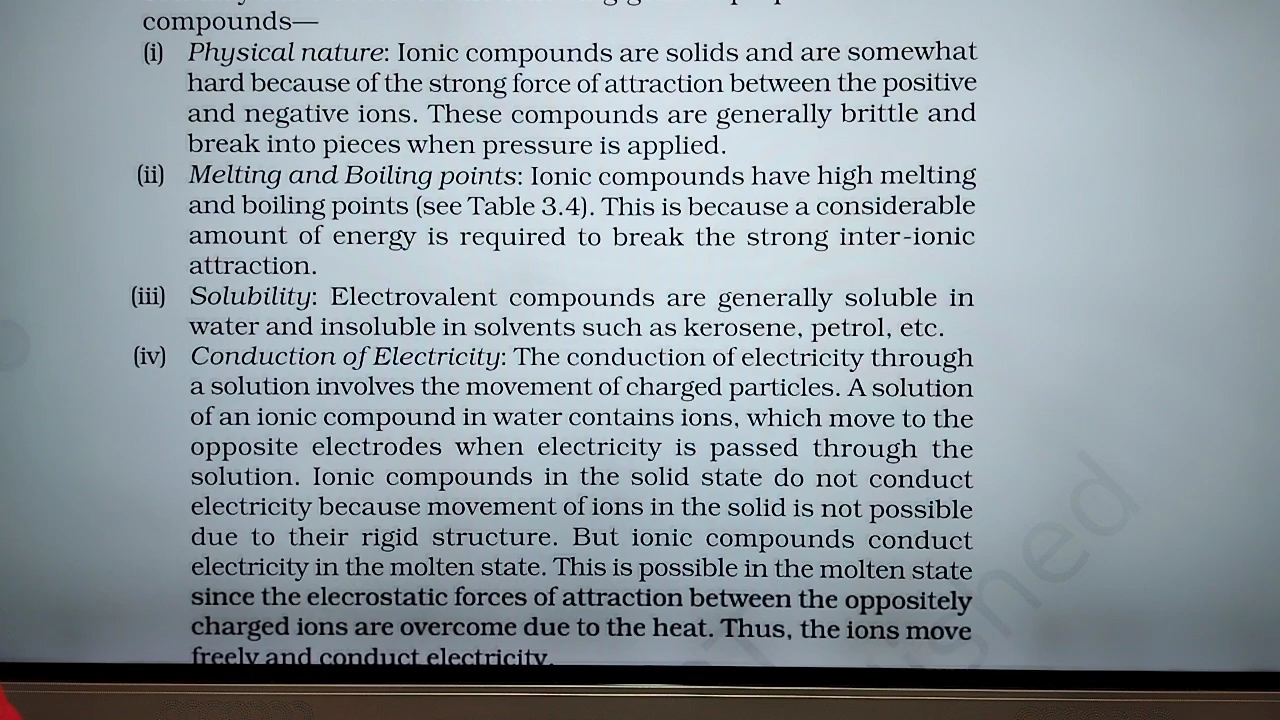 compounds—
(i) Physical nature: Ionic compounds are solids and are somewhat
hard because of the strong force of attraction between the positive
and negative ions. These compounds are generally brittle and
break into pieces when pressure is applied.
(ii) Melting and Boiling points: Ionic compounds have high melting
and boiling points (see Table 3.4). This is because a considerable
amount of energy is required to break the strong inter-ionic
attraction.
(iii) Solubility: Electrovalent compounds are generally soluble in
water and insoluble in solvents such as kerosene, petrol, etc.
(iv) Conduction of Electricity: The conduction of electricity through
a solution involves the movement of charged particles. A solution
of an ionic compound in water contains ions, which move to the
opposite electrodes when electricity is passed through the
solution. Ionic compounds in the solid state do not conduct
electricity because movement of ions in the solid is not possible
due to their rigid structure. But ionic compounds conduct
electricity in the molten state. This is possible in the molten state
since the elecrostatic forces of attraction between the oppositely
charged ions are overcome due to the heat. Thus, the ions move
freely and conduct electricity.